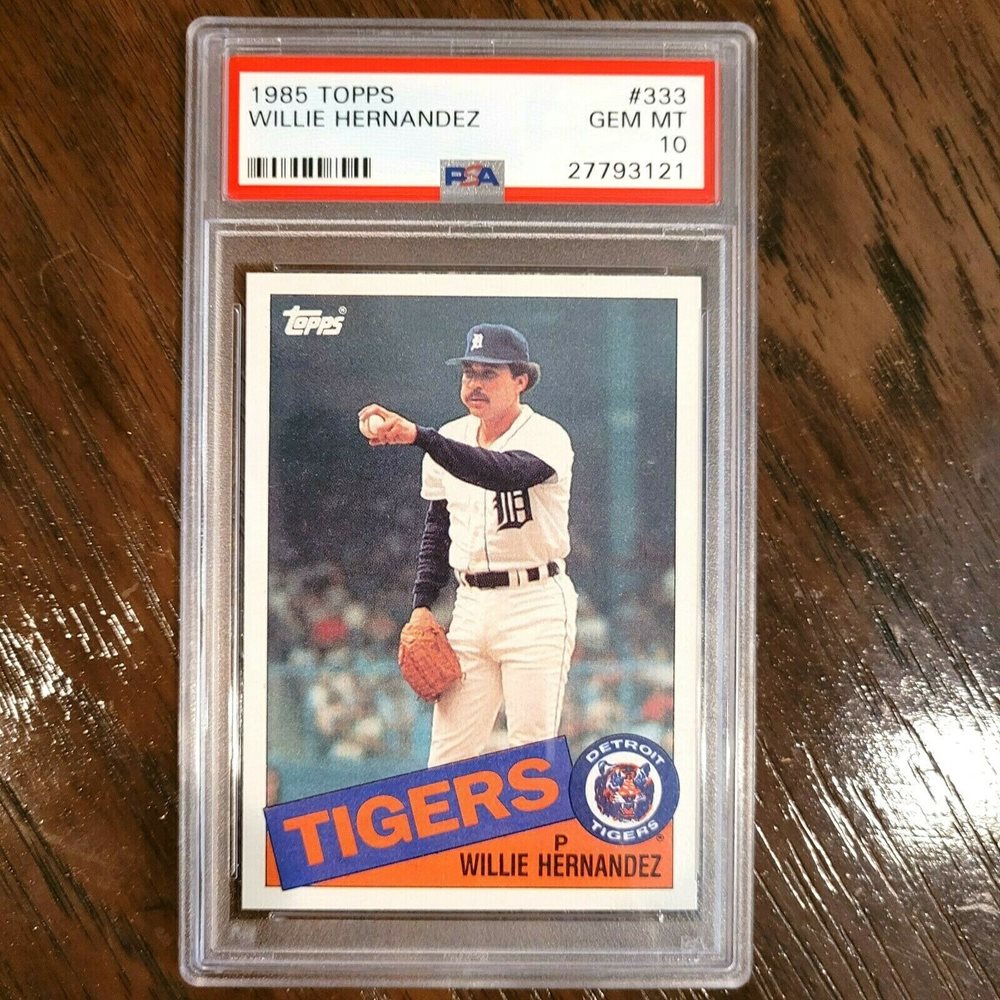 1985 TOPPS #333
WILLIE HERNANDEZ GEM MT
10
PSA 27793121
Topps®
D
D
TIGERS
DETROIT
TIGERS
P
WILLIE HERNANDEZ